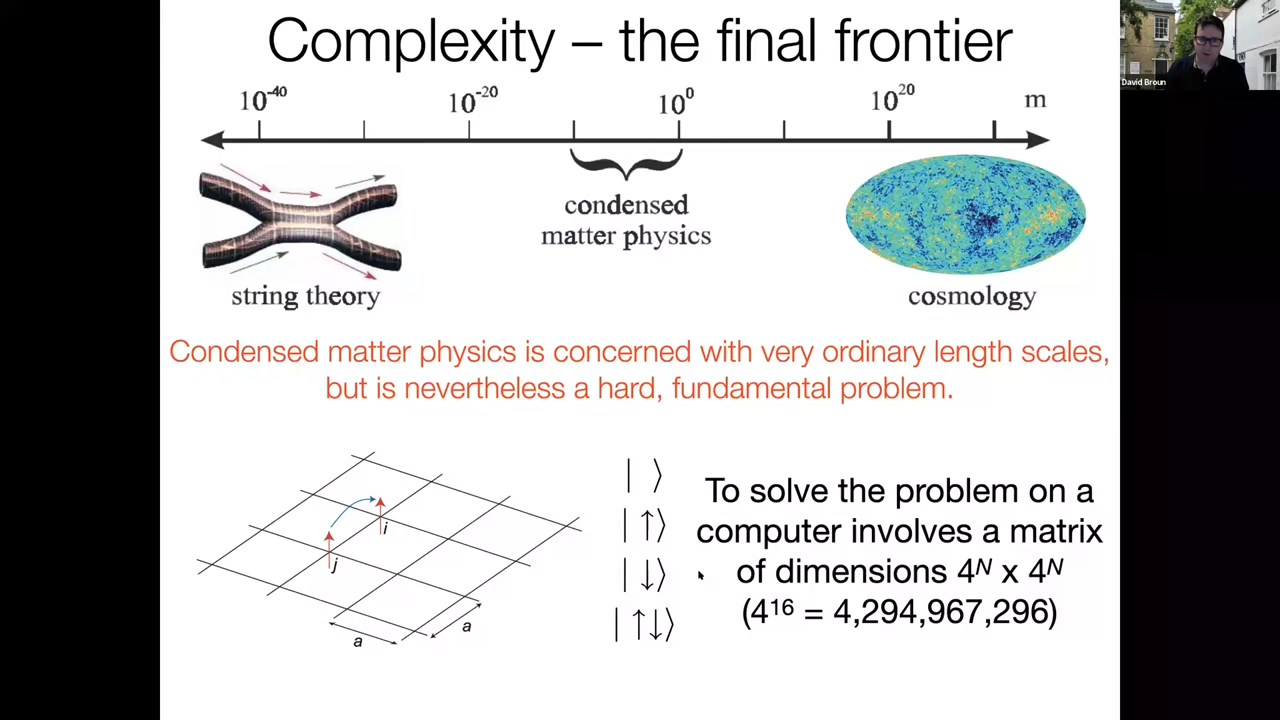 Complexity – the final frontier
David Broun
10⁻⁴⁰ 10⁻²⁰ 10⁰ 10²⁰ m
condensed
matter physics
string theory
cosmology
Condensed matter physics is concerned with very ordinary length scales,
but is nevertheless a hard, fundamental problem.
i
j
a
a
| ⟩
| ↑⟩
| ↓⟩
| ↑↓⟩
To solve the problem on a
computer involves a matrix
of dimensions 4ᴺ x 4ᴺ
(4¹⁶ = 4,294,967,296)